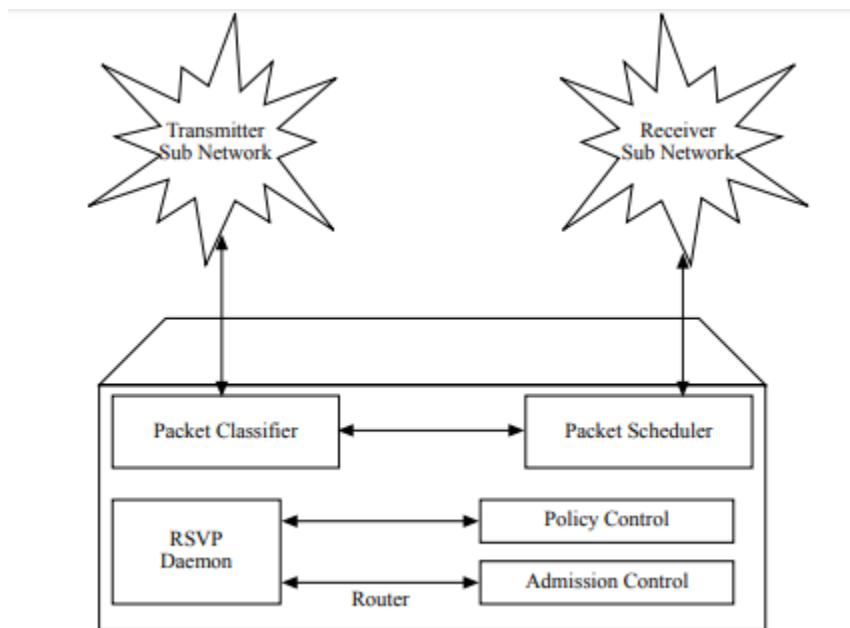 Transmitter
Sub Network
Receiver
Sub Network
Packet Classifier
Packet Scheduler
RSVP
Daemon
Policy Control
Admission Control
Router